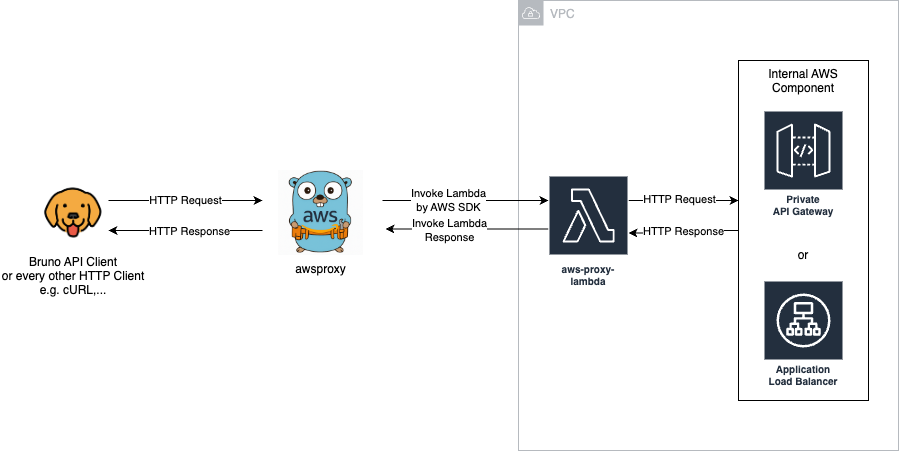 VPC
Internal AWS
Component
Private
API Gateway
or
Application
Load Balancer
HTTP Request
HTTP Response
aws-proxy-
lambda
Invoke Lambda
by AWS SDK
Invoke Lambda
Response
aws
awsproxy
HTTP Request
HTTP Response
Bruno API Client
or every other HTTP Client
e.g. cURL,...